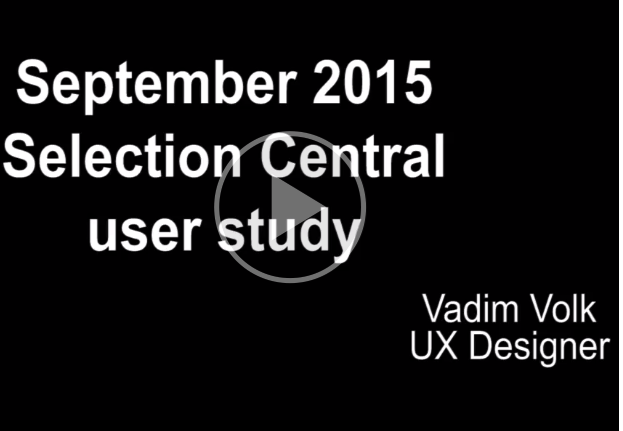 September 2015
Selection Central
user study
Vadim Volk
UX Designer